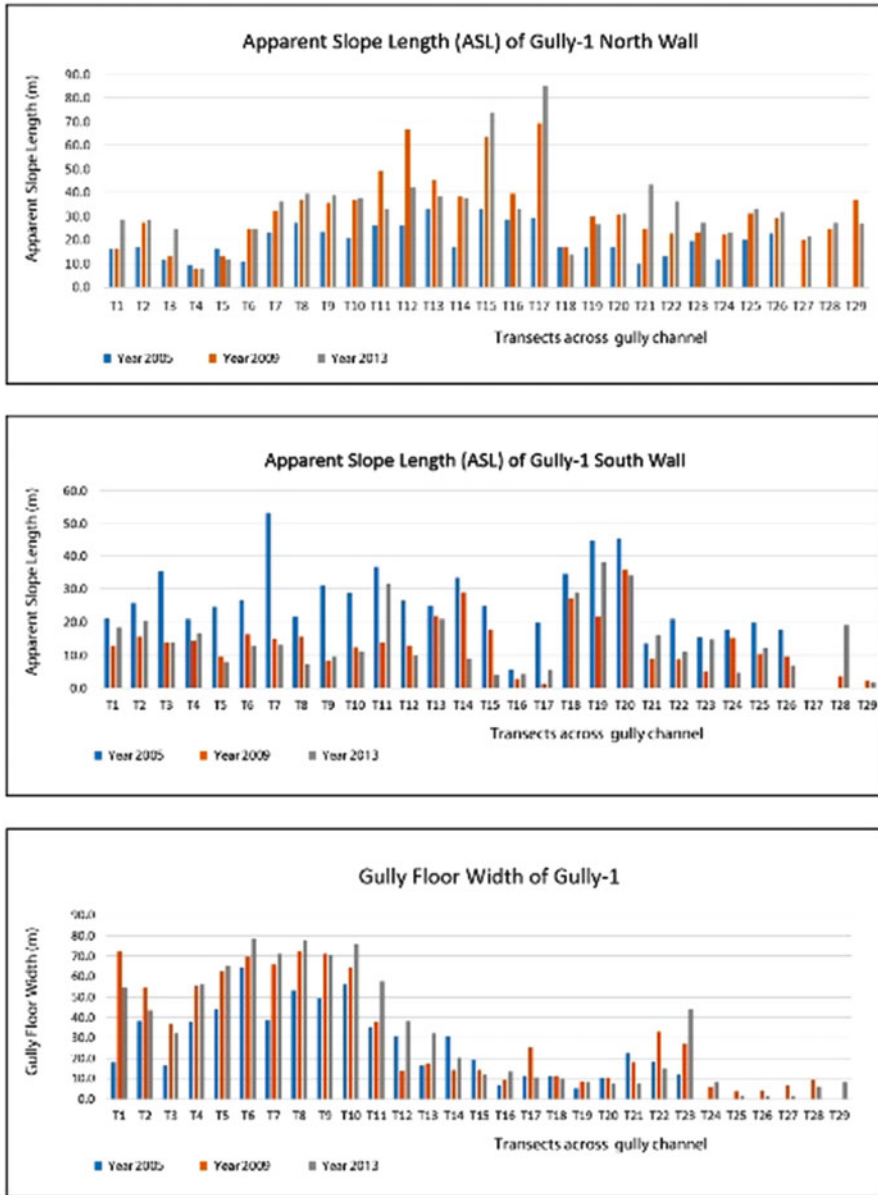 Apparent Slope Length (ASL) of Gully-1 North Wall
Apparent Slope Length (m)
90.0
80.0
70.0
60.0
50.0
40.0
30.0
20.0
10.0
0.0
T1 T2 T3 T4 T5 T6 T7 T8 T9 T10 T11 T12 T13 T14 T15 T16 T17 T18 T19 T20 T21 T22 T23 T24 T25 T26 T27 T28 T29
Transects across gully channel
Year 2005 Year 2009 Year 2013
Apparent Slope Length (ASL) of Gully-1 South Wall
Apparent Slope Length (m)
60.0
50.0
40.0
30.0
20.0
10.0
0.0
T1 T2 T3 T4 T5 T6 T7 T8 T9 T10 T11 T12 T13 T14 T15 T16 T17 T18 T19 T20 T21 T22 T23 T24 T25 T26 T27 T28 T29
Transects across gully channel
Year 2005 Year 2009 Year 2013
Gully Floor Width of Gully-1
Gully Floor Width (m)
90.0
80.0
70.0
60.0
50.0
40.0
30.0
20.0
10.0
0.0
T1 T2 T3 T4 T5 T6 T7 T8 T9 T10 T11 T12 T13 T14 T15 T16 T17 T18 T19 T20 T21 T22 T23 T24 T25 T26 T27 T28 T29
Transects across gully channel
Year 2005 Year 2009 Year 2013